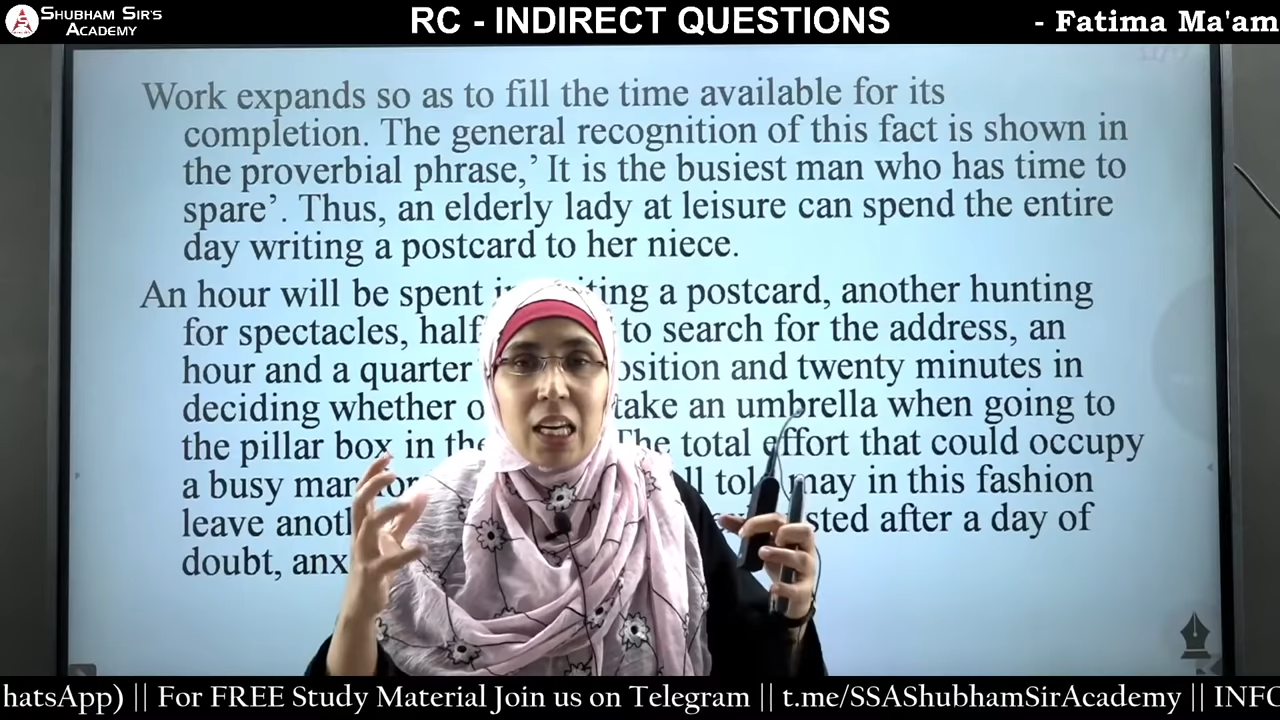 SHUBHAM SIR'S
ACADEMY
RC - INDIRECT QUESTIONS
- Fatima Ma'am
Work expands so as to fill the time available for its
completion. The general recognition of this fact is shown in
the proverbial phrase,’ It is the busiest man who has time to
spare’. Thus, an elderly lady at leisure can spend the entire
day writing a postcard to her niece.
An hour will be spent a postcard, another hunting
for spectacles, half to search for the address, an
hour and a quarter and twenty minutes in
deciding whether take an umbrella when going to
the pillar box in The total effort that could occupy
a busy man told may in this fashion
leave after a day of
doubt,
hatsApp) || For FREE Study Material Join us on Telegram || t.me/SSAShubhamSirAcademy || INFO